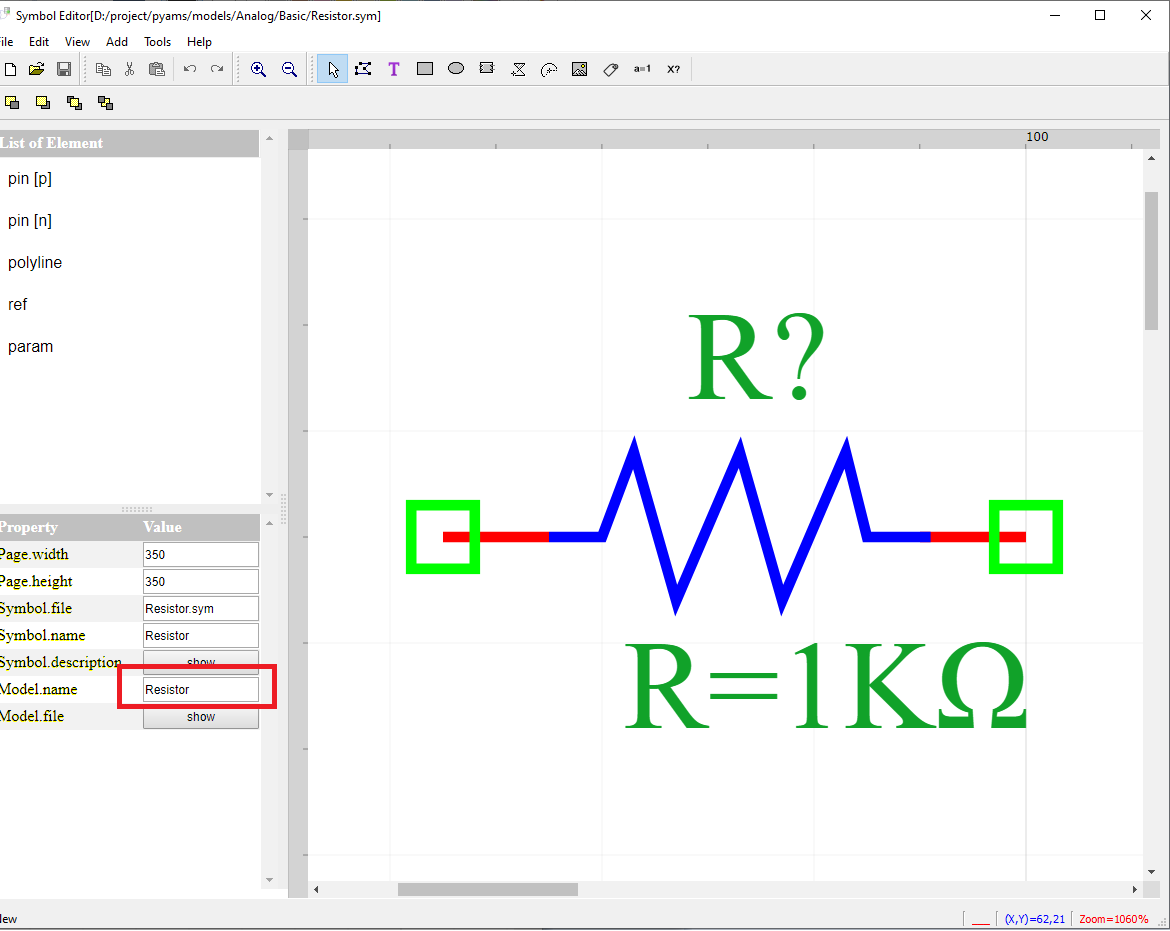 Symbol Editor[D:/project/pyams/models/Analog/Basic/Resistor.sym]
ile Edit View Add Tools Help
T a=1 X?
List of Element
pin [p]
pin [n]
polyline
ref
param
Property Value
Page.width 350
Page.height 350
Symbol.file Resistor.sym
Symbol.name Resistor
Symbol.description show
Model.name Resistor
Model.file show
100
R?
R=1KΩ
iew (X,Y)=62,21 Zoom=1060%